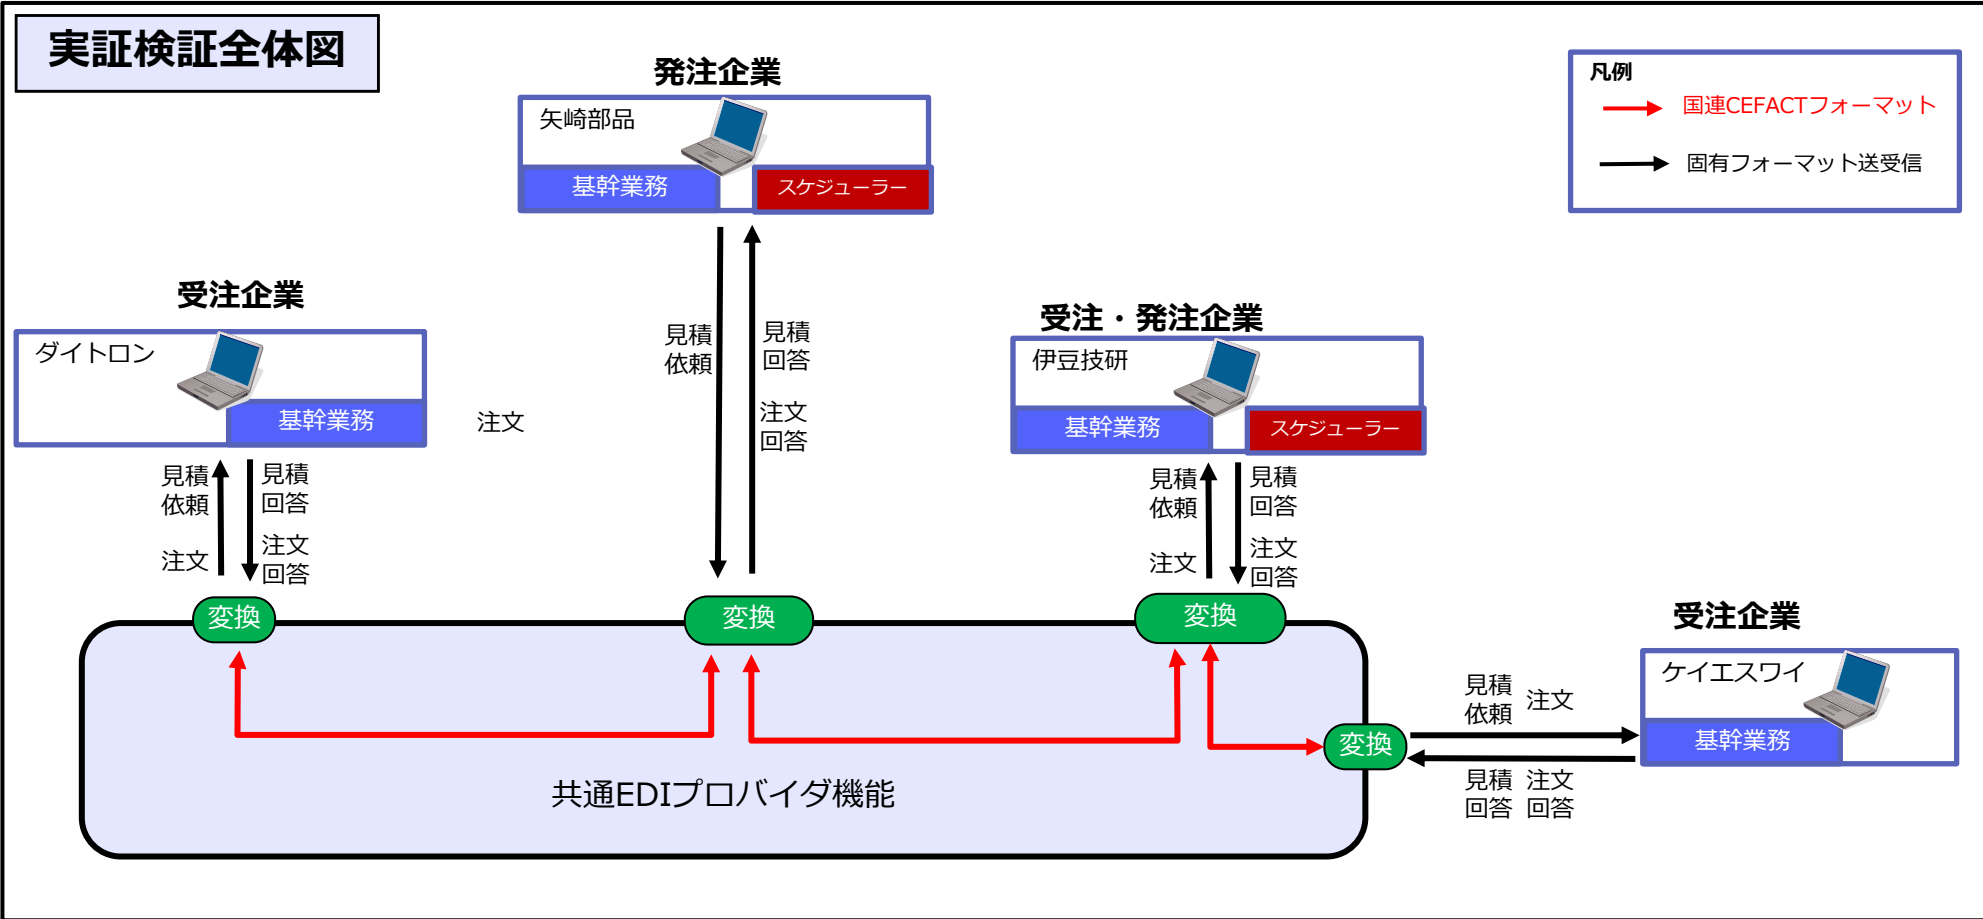 実証検証全体図
発注企業
矢崎部品
基幹業務
スケジューラー
凡例
国連CEFACTフォーマット
固有フォーマット送受信
受注企業
ダイトロン
基幹業務
注文
見積
依頼
見積
回答
注文
回答
受注・発注企業
伊豆技研
基幹業務
スケジューラー
見積
依頼
注文
見積
回答
注文
回答
見積
依頼
注文
見積
回答
注文
回答
変換
変換
変換
受注企業
ケイエスワイ
基幹業務
見積
依頼
注文
変換
見積
回答
注文
回答
共通EDIプロバイダ機能